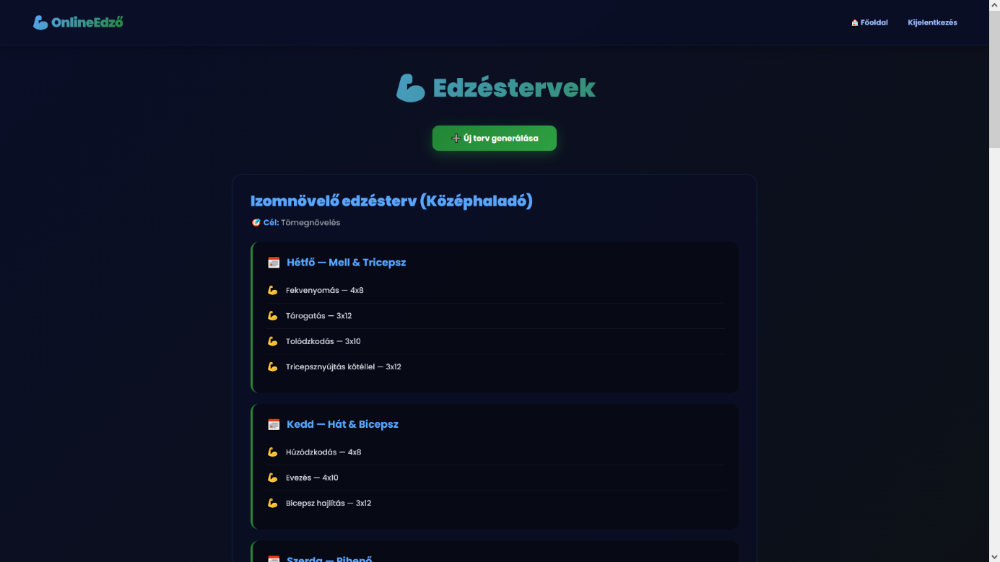 OnlineEdző
Főoldal
Kijelentkezés
Edzéstervek
Új terv generálása
Izomnövelő edzésterv (Középhaladó)
Cél: Tömegnövelés
Hétfő — Mell & Tricepsz
Fekvenyomás — 4x8
Tárogatás — 3x12
Tolódzkodás — 3x10
Tricepsznyújtás kötéllel — 3x12
Kedd — Hát & Bicepsz
Húzódzkodás — 4x8
Evezés — 4x10
Bicepsz hajlítás — 3x12
Szerda — Pihenő